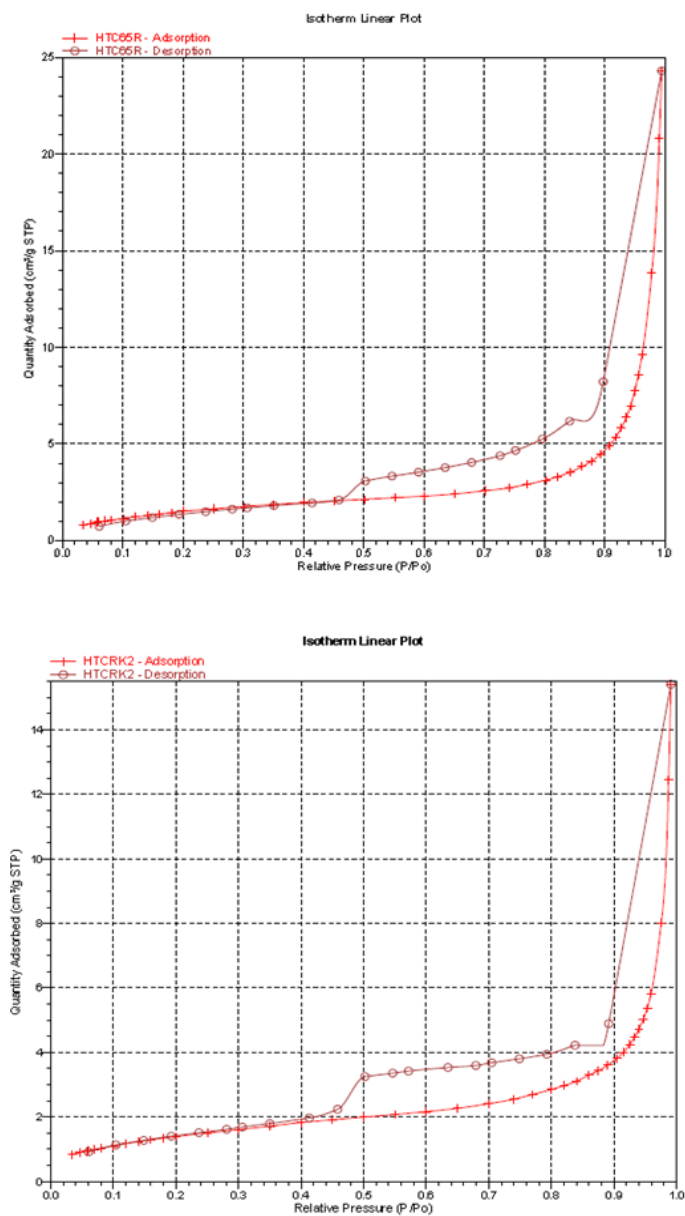 Isotherm Linear Plot
HTC65R - Adsorption
HTC65R - Desorption
25
20
15
10
5
0
Quantity Adsorbed (cm³/g STP)
0.0 0.1 0.2 0.3 0.4 0.5 0.6 0.7 0.8 0.9 1.0
Relative Pressure (P/Po)
Isotherm Linear Plot
HTCRK2 - Adsorption
HTCRK2 - Desorption
14
12
10
8
6
4
2
0
Quantity Adsorbed (cm³/g STP)
0.0 0.1 0.2 0.3 0.4 0.5 0.6 0.7 0.8 0.9 1.0
Relative Pressure (P/Po)